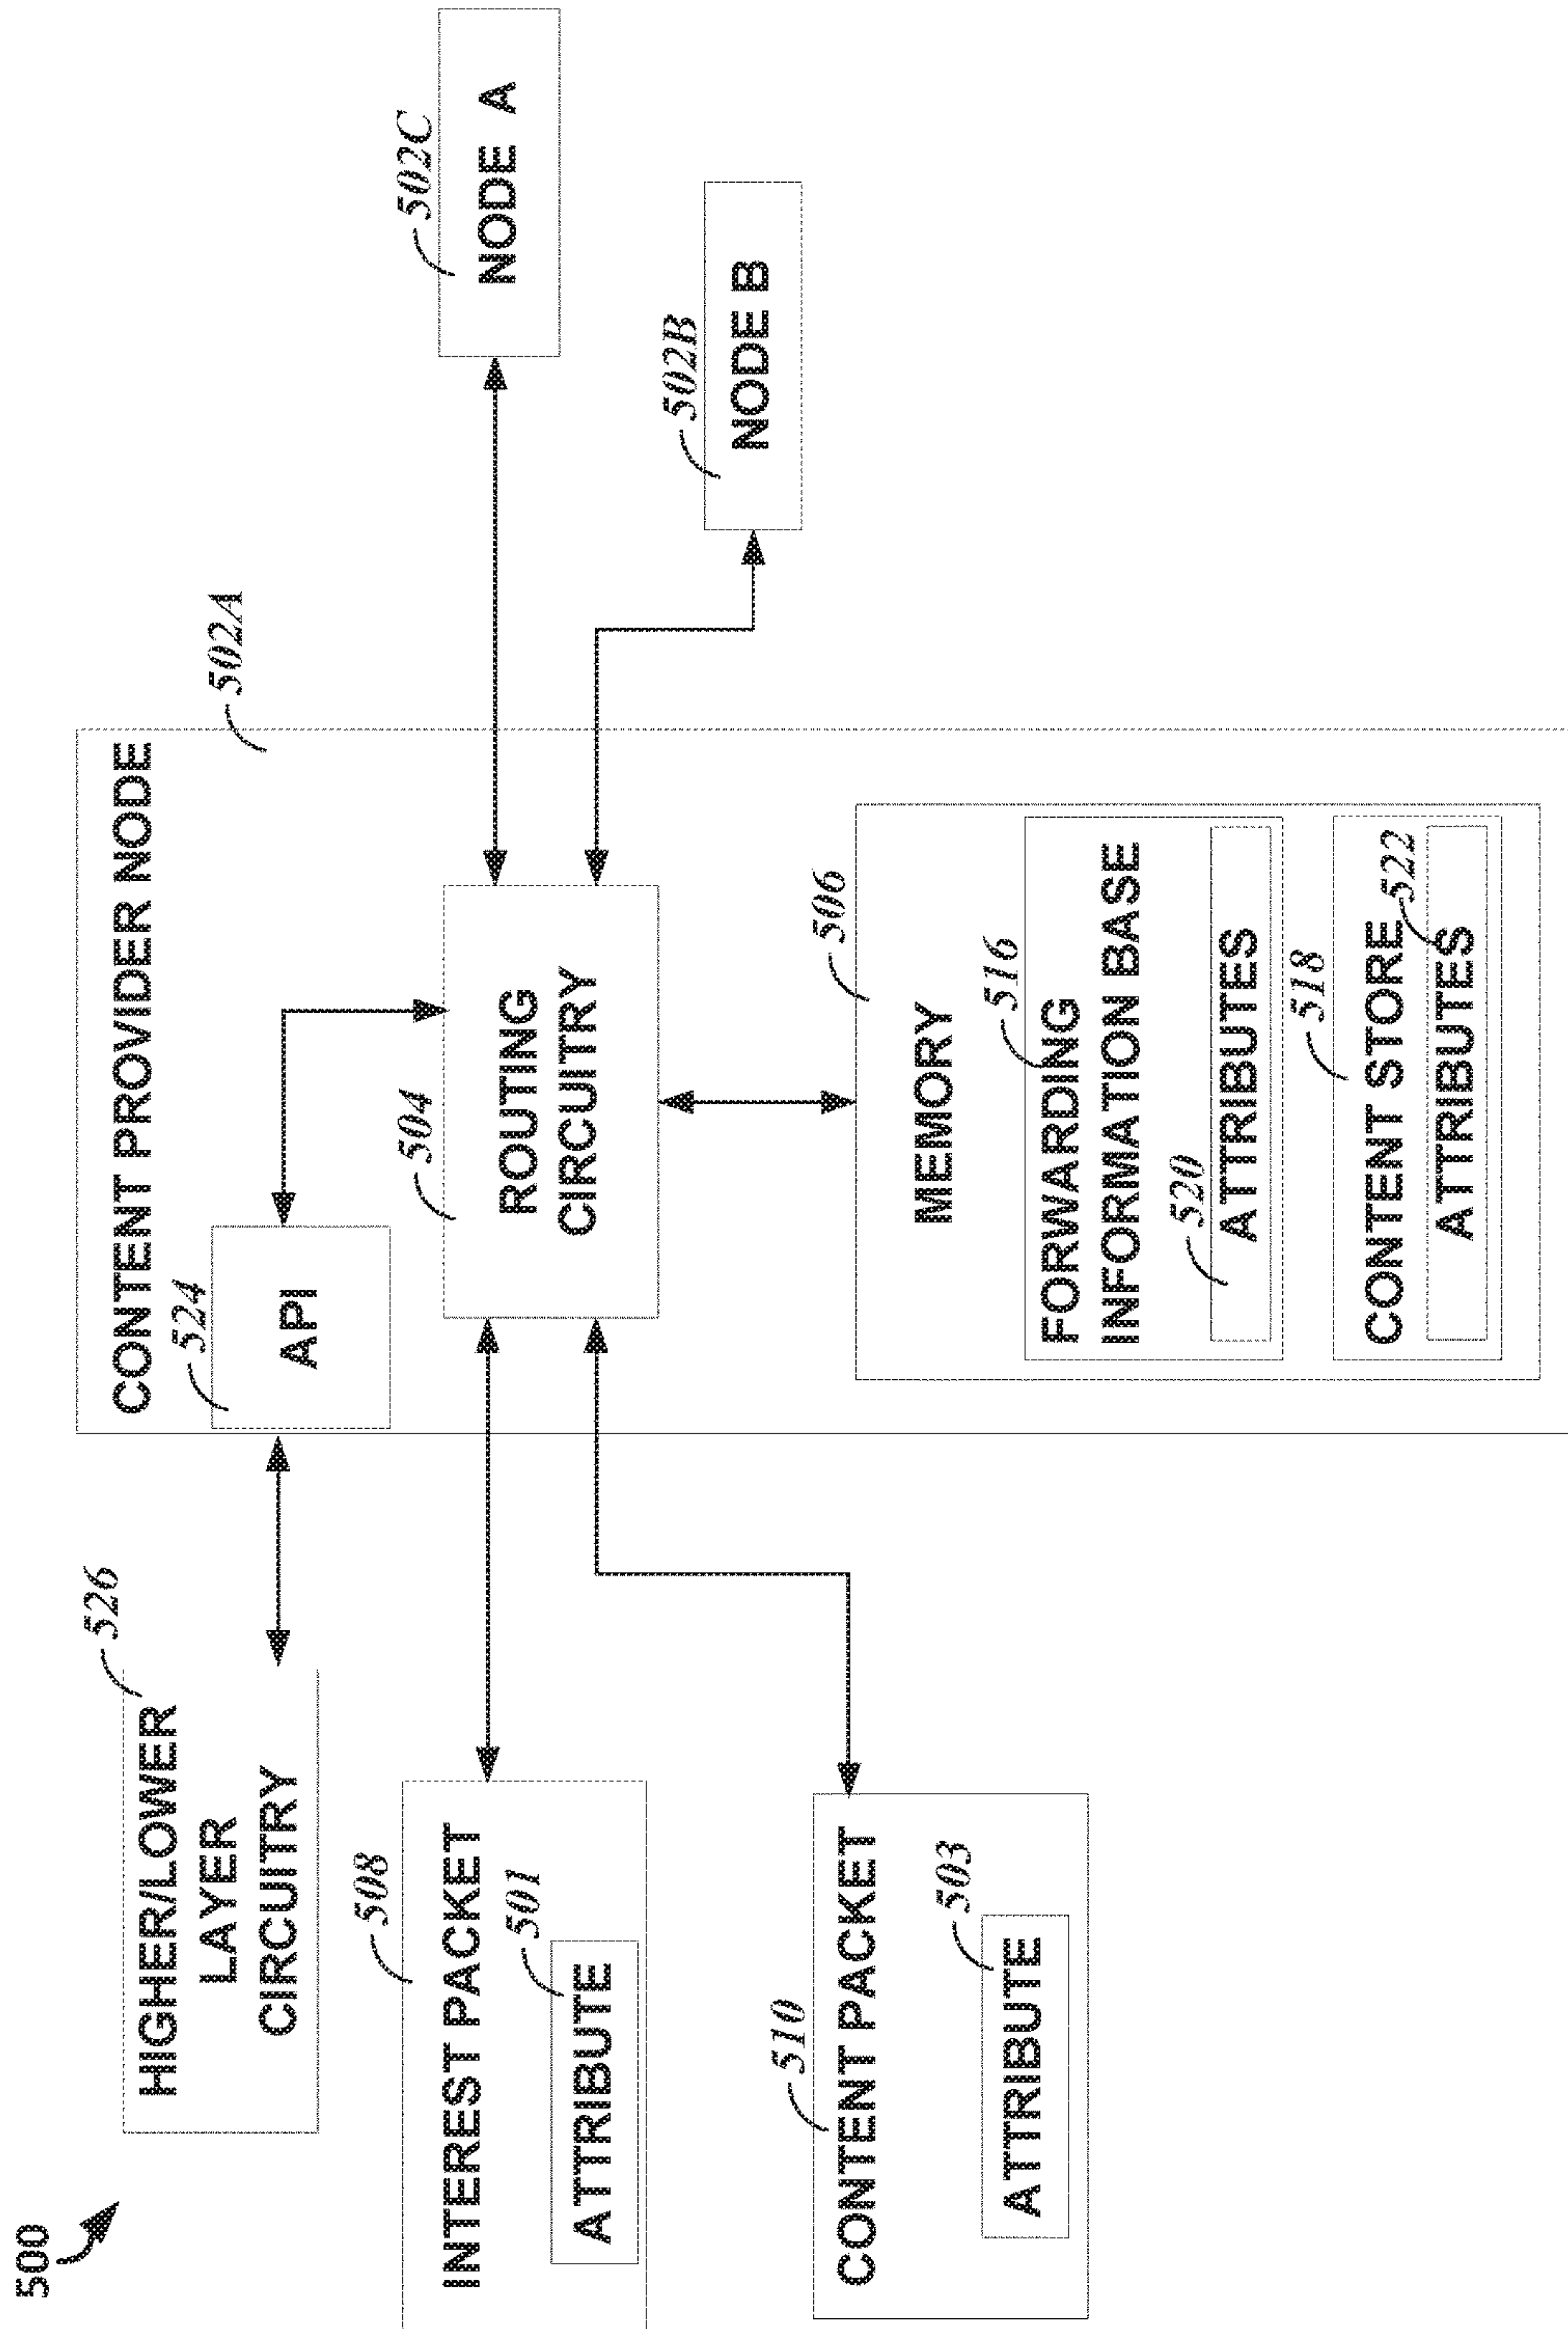 500
HIGHER/LOWER
LAYER
CIRCUITRY
526
INTEREST PACKET
508
ATTRIBUTE
501
CONTENT PACKET
510
ATTRIBUTE
503
CONTENT PROVIDER NODE
502A
API
524
ROUTING
CIRCUITRY
504
MEMORY
506
FORWARDING
INFORMATION BASE
516
ATTRIBUTES
520
CONTENT STORE
518
ATTRIBUTES
522
NODE A
502C
NODE B
502B